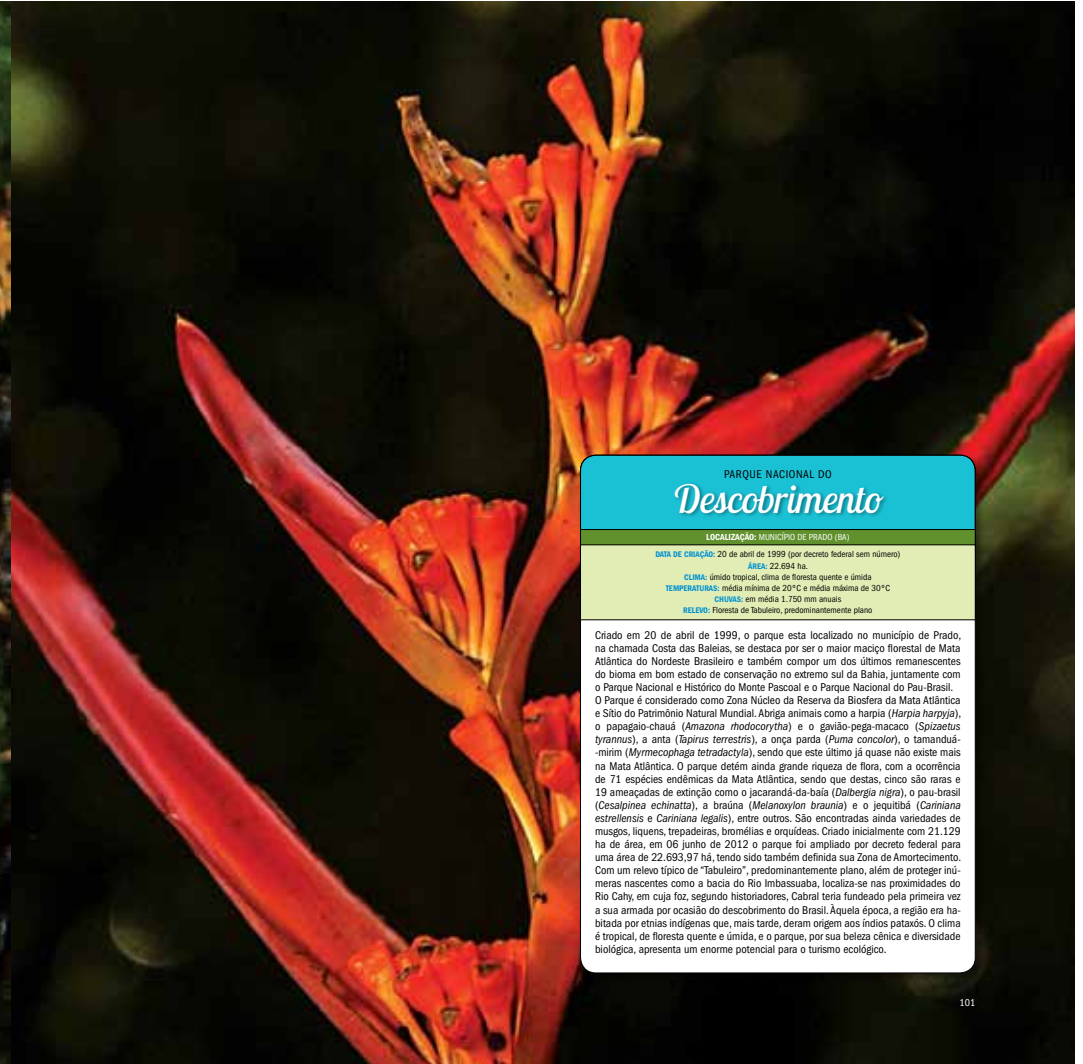 PARQUE NACIONAL DO
Descobrimento
LOCALIZAÇÃO: MUNICÍPIO DE PRADO (BA)
DATA DE CRIAÇÃO: 20 de abril de 1999 (por decreto federal sem número)
ÁREA: 22.694 ha.
CLIMA: úmido tropical, clima de floresta quente e úmida
TEMPERATURAS: média mínima de 20°C e média máxima de 30°C
CHUVAS: em média 1.750 mm anuais
RELEVO: Floresta de Tabuleiro, predominantemente plano
Criado em 20 de abril de 1999, o parque esta localizado no município de Prado,
na chamada Costa das Baleias, se destaca por ser o maior maciço florestal de Mata
Atlântica do Nordeste Brasileiro e também compor um dos últimos remanescentes
do bioma em bom estado de conservação no extremo sul da Bahia, juntamente com
o Parque Nacional e Histórico do Monte Pascoal e o Parque Nacional do Pau-Brasil.
O Parque é considerado como Zona Núcleo da Reserva da Biosfera da Mata Atlântica
e Sítio do Patrimônio Natural Mundial. Abriga animais como a harpia (Harpia harpyja),
o papagaio-chauá (Amazona rhodocorytha) e o gavião-pega-macaco (Spizaetus
tyrannus), a anta (Tapirus terrestris), a onça parda (Puma concolor), o tamanduá-
-mirim (Myrmecophaga tetradactyla), sendo que este último já quase não existe mais
na Mata Atlântica. O parque detém ainda grande riqueza de flora, com a ocorrência
de 71 espécies endêmicas da Mata Atlântica, sendo que destas, cinco são raras e
19 ameaçadas de extinção como o jacarandá-da-baía (Dalbergia nigra), o pau-brasil
(Cesalpinea echinatta), a braúna (Melanoxylon braunia) e o jequitibá (Cariniana
estrellensis e Cariniana legalis), entre outros. São encontradas ainda variedades de
musgos, liquens, trepadeiras, bromélias e orquídeas. Criado inicialmente com 21.129
ha de área, em 06 junho de 2012 o parque foi ampliado por decreto federal para
uma área de 22.693,97 há, tendo sido também definida sua Zona de Amortecimento.
Com um relevo típico de “Tabuleiro”, predominantemente plano, além de proteger inú-
meras nascentes como a bacia do Rio Imbassuaba, localiza-se nas proximidades do
Rio Cahy, em cuja foz, segundo historiadores, Cabral teria fundeado pela primeira vez
a sua armada por ocasião do descobrimento do Brasil. Àquela época, a região era ha-
bitada por etnias indígenas que, mais tarde, deram origem aos índios pataxós. O clima
é tropical, de floresta quente e úmida, e o parque, por sua beleza cênica e diversidade
biológica, apresenta um enorme potencial para o turismo ecológico.
101